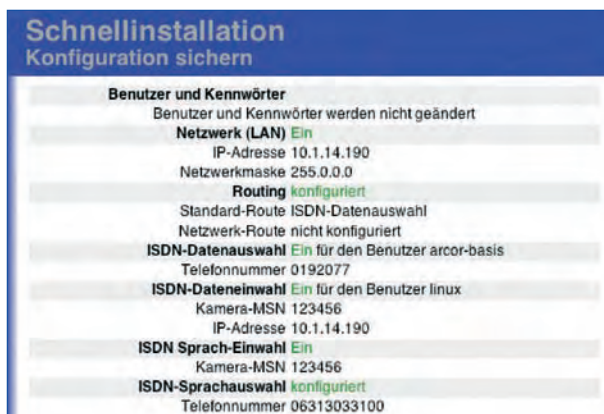 Schnellinstallation
Konfiguration sichern
Benutzer und Kennwörter
Benutzer und Kennwörter werden nicht geändert
Netzwerk (LAN) Ein
IP-Adresse 10.1.14.190
Netzwerkmaske 255.0.0.0
Routing konfiguriert
Standard-Route ISDN-Datenauswahl
Netzwerk-Route nicht konfiguriert
ISDN-Datenauswahl Ein für den Benutzer arcor-basis
Telefonnummer 0192077
ISDN-Dateneinwahl Ein für den Benutzer linux
Kamera-MSN 123456
IP-Adresse 10.1.14.190
ISDN Sprach-Einwahl Ein
Kamera-MSN 123456
ISDN-Sprachauswahl konfiguriert
Telefonnummer 06313033100